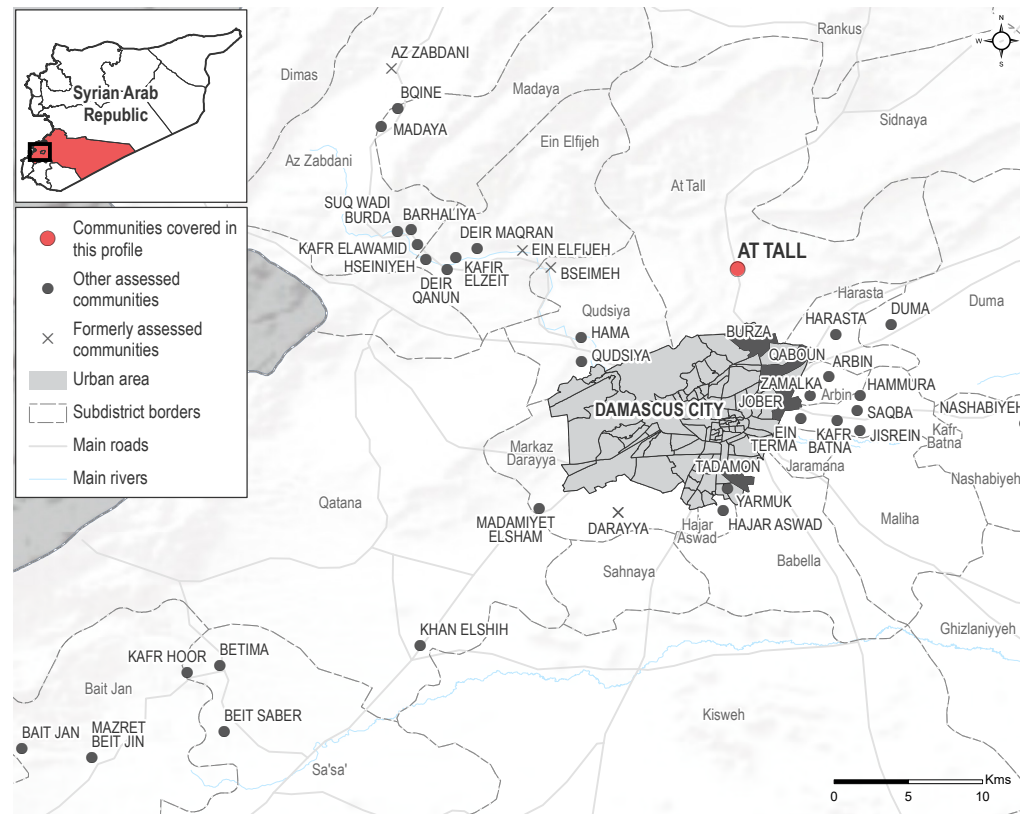 Syrian Arab
Republic
Communities covered in
this profile
Other assessed
communities
Formerly assessed
communities
Urban area
Subdistrict borders
Main roads
Main rivers
N
W
E
S
Rankus
AZ ZABDANI
Dimas
BQINE
Madaya
MADAYA
Sidnaya
Ein Elfijeh
Az Zabdani
At Tall
SUQ WADI
BURDA
BARHALIYA
DEIR MAQRAN
KAFR ELAWAMID
EIN ELFIJEH
HSEINIYEH
KAFIR
ELZEIT
BSEIMEH
DEIR
QANUN
AT TALL
Harasta
Duma
Qudsiya
DUMA
HARASTA
HAMA
BURZA
QUDSIYA
QABOUN
ARBIN
ZAMALKA
HAMMURA
Arbin
JOBER
DAMASCUS CITY
SAQBA
NASHABIYEH
EIN
TERMA
KAFR
BATNA
JISREIN
Kafr
Batna
Markaz
Darayya
TADAMON
Jaramana
Nashabiyeh
YARMUK
Qatana
MADAMIYET
ELSHAM
DARAYYA
Hajar
Aswad
HAJAR ASWAD
Maliha
Sahnaya
Babella
KHAN ELSHIH
Ghizlaniyyeh
KAFR HOOR
BETIMA
Bait Jan
BEIT SABER
Kisweh
BAIT JAN
MAZRET
BEIT JIN
Sa'sa'
Kms
0
5
10